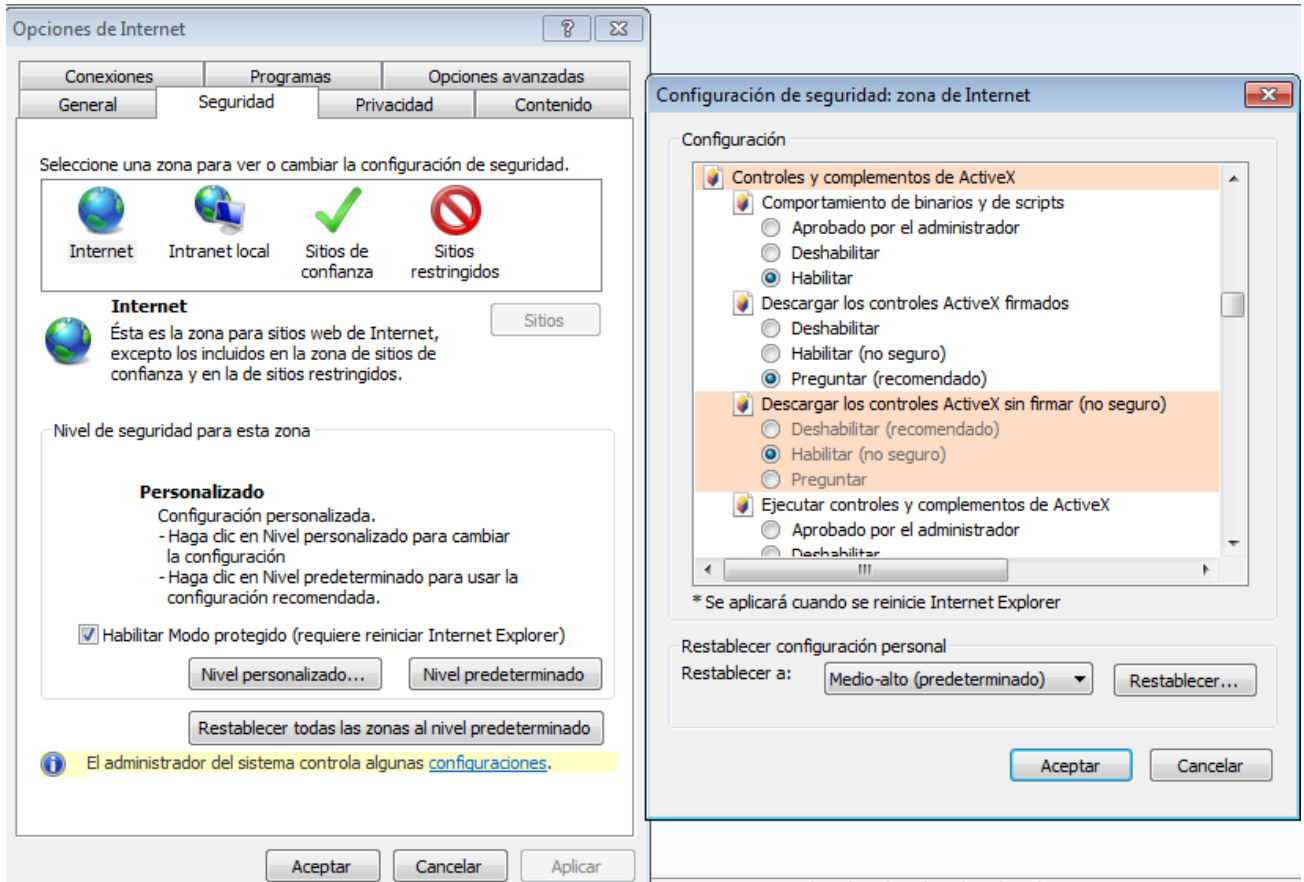 Opciones de Internet
Conexiones
Programas
Opciones avanzadas
General
Seguridad
Privacidad
Contenido
Seleccione una zona para ver o cambiar la configuración de seguridad.
Internet
Intranet local
Sitios de
confianza
Sitios
restringidos
Internet
Ésta es la zona para sitios web de Internet,
excepto los incluidos en la zona de sitios de
confianza y en la de sitios restringidos.
Sitios
Nivel de seguridad para esta zona
Personalizado
Configuración personalizada.
- Haga clic en Nivel personalizado para cambiar
la configuración
- Haga clic en Nivel predeterminado para usar la
configuración recomendada.
Habilitar Modo protegido (requiere reiniciar Internet Explorer)
Nivel personalizado...
Nivel predeterminado
Restablecer todas las zonas al nivel predeterminado
El administrador del sistema controla algunas configuraciones.
Aceptar
Cancelar
Aplicar
Configuración de seguridad: zona de Internet
Configuración
Controles y complementos de ActiveX
Comportamiento de binarios y de scripts
Aprobado por el administrador
Deshabilitar
Habilitar
Descargar los controles ActiveX firmados
Deshabilitar
Habilitar (no seguro)
Preguntar (recomendado)
Descargar los controles ActiveX sin firmar (no seguro)
Deshabilitar (recomendado)
Habilitar (no seguro)
Preguntar
Ejecutar controles y complementos de ActiveX
Aprobado por el administrador
Deshabilitar
* Se aplicará cuando se reinicie Internet Explorer
Restablecer configuración personal
Restablecer a:
Medio-alto (predeterminado)
Restablecer...
Aceptar
Cancelar